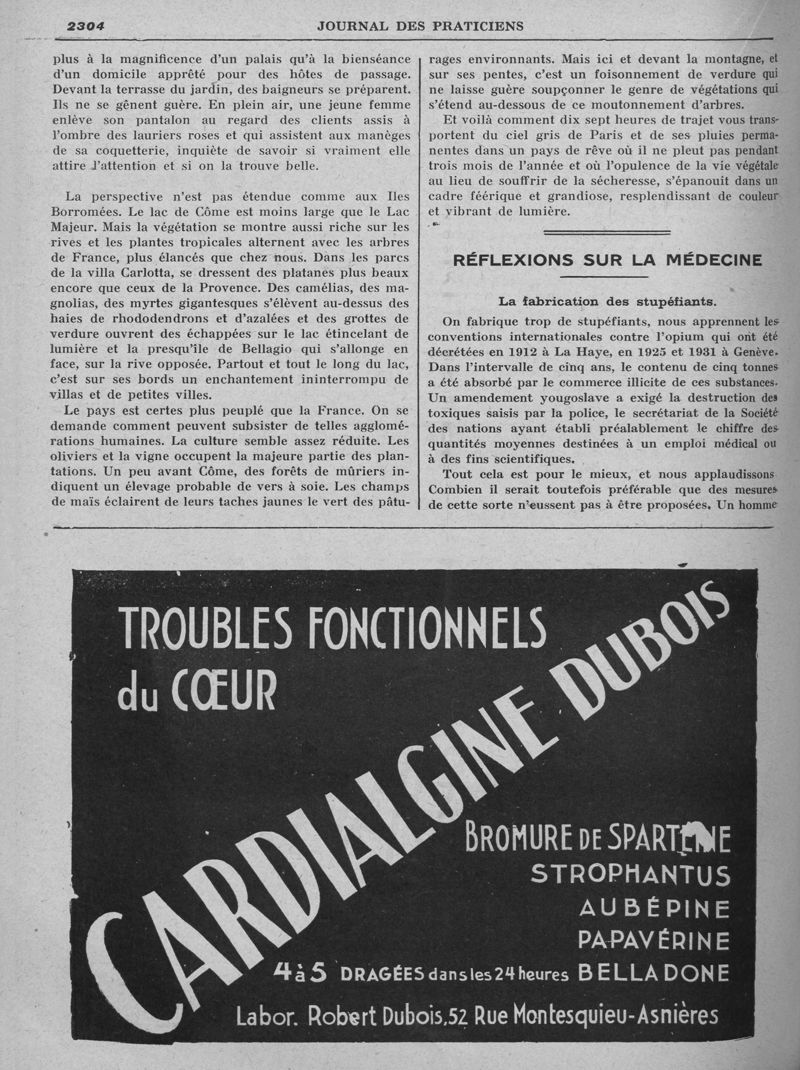 2304
JOURNAL DES PRATICIENS
plus à la magnificence d'un palais qu'à la bienséance
d'un domicile apprêté pour des hôtes de passage.
Devant la terrasse du jardin, des baigneurs se préparent.
Ils ne se gênent guère. En plein air, une jeune femme
enlève son pantalon au regard des clients assis à
l'ombre des lauriers roses et qui assistent aux manèges
de sa coquetterie, inquiète de savoir si vraiment elle
attire l'attention et si on la trouve belle.
La perspective n'est pas étendue comme aux Iles
Borromées. Le lac de Côme est moins large que le Lac
Majeur. Mais la végétation se montre aussi riche sur les
rives et les plantes tropicales alternent avec les arbres
de France, plus élancés que chez nous. Dans les parcs
de la villa Carlotta, se dressent des platanes plus beaux
encore que ceux de la Provence. Des camélias, des ma-
gnolias, des myrtes gigantesques s'élèvent au-dessus des
haies de rhododendrons et d'azalées et des grottes de
verdure ouvrent des échappées sur le lac étincelant de
lumière et la presqu'île de Bellagio qui s'allonge en
face, sur la rive opposée. Partout et tout le long du lac,
c'est sur ses bords un enchantement ininterrompu de
villas et de petites villes.
Le pays est certes plus peuplé que la France. On se
demande comment peuvent subsister de telles agglomé-
rations humaines. La culture semble assez réduite. Les
oliviers et la vigne occupent la majeure partie des plan-
tations. Un peu avant Côme, des forêts de mûriers in-
diquent un élevage probable de vers à soie. Les champs
de maïs éclairent de leurs taches jaunes le vert des pâtu-
rages environnants. Mais ici et devant la montagne, et
sur ses pentes, c'est un foisonnement de verdure qui
ne laisse guère soupçonner le genre de végétations qui
s'étend au-dessous de ce moutonnement d'arbres.
Et voilà comment dix sept heures de trajet vous trans-
portent du ciel gris de Paris et de ses pluies perma-
nentes dans un pays de rêve où il ne pleut pas pendant
trois mois de l'année et où l'opulence de la vie végétale
au lieu de souffrir de la sécheresse, s'épanouit dans un
cadre féérique et grandiose, resplendissant de couleur
et vibrant de lumière.
RÉFLEXIONS SUR LA MÉDECINE
La fabrication des stupéfiants.
On fabrique trop de stupéfiants, nous apprennent les
conventions internationales contre l'opium qui ont été
décrétées en 1912 à La Haye, en 1925 et 1931 à Genève.
Dans l'intervalle de cinq ans, le contenu de cinq tonnes
a été absorbé par le commerce illicite de ces substances.
Un amendement yougoslave a exigé la destruction des
toxiques saisis par la police, le secrétariat de la Société
des nations ayant établi préalablement le chiffre des
quantités moyennes destinées à un emploi médical ou
à des fins scientifiques.
Tout cela est pour le mieux, et nous applaudissons
Combien il serait toutefois préférable que des mesures
de cette sorte n'eussent pas à être proposées. Un homme
TROUBLES FONCTIONNELS
du CŒUR
CARDIALGINE DUBOIS
BROMURE DE SPARTÉINE
STROPHANTUS
AUBÉPINE
PAPAVÉRINE
4 à 5 DRAGÉES dans les 24 heures BELLADONE
Labor. Robert Dubois, 52 Rue Montesquieu-Asnières